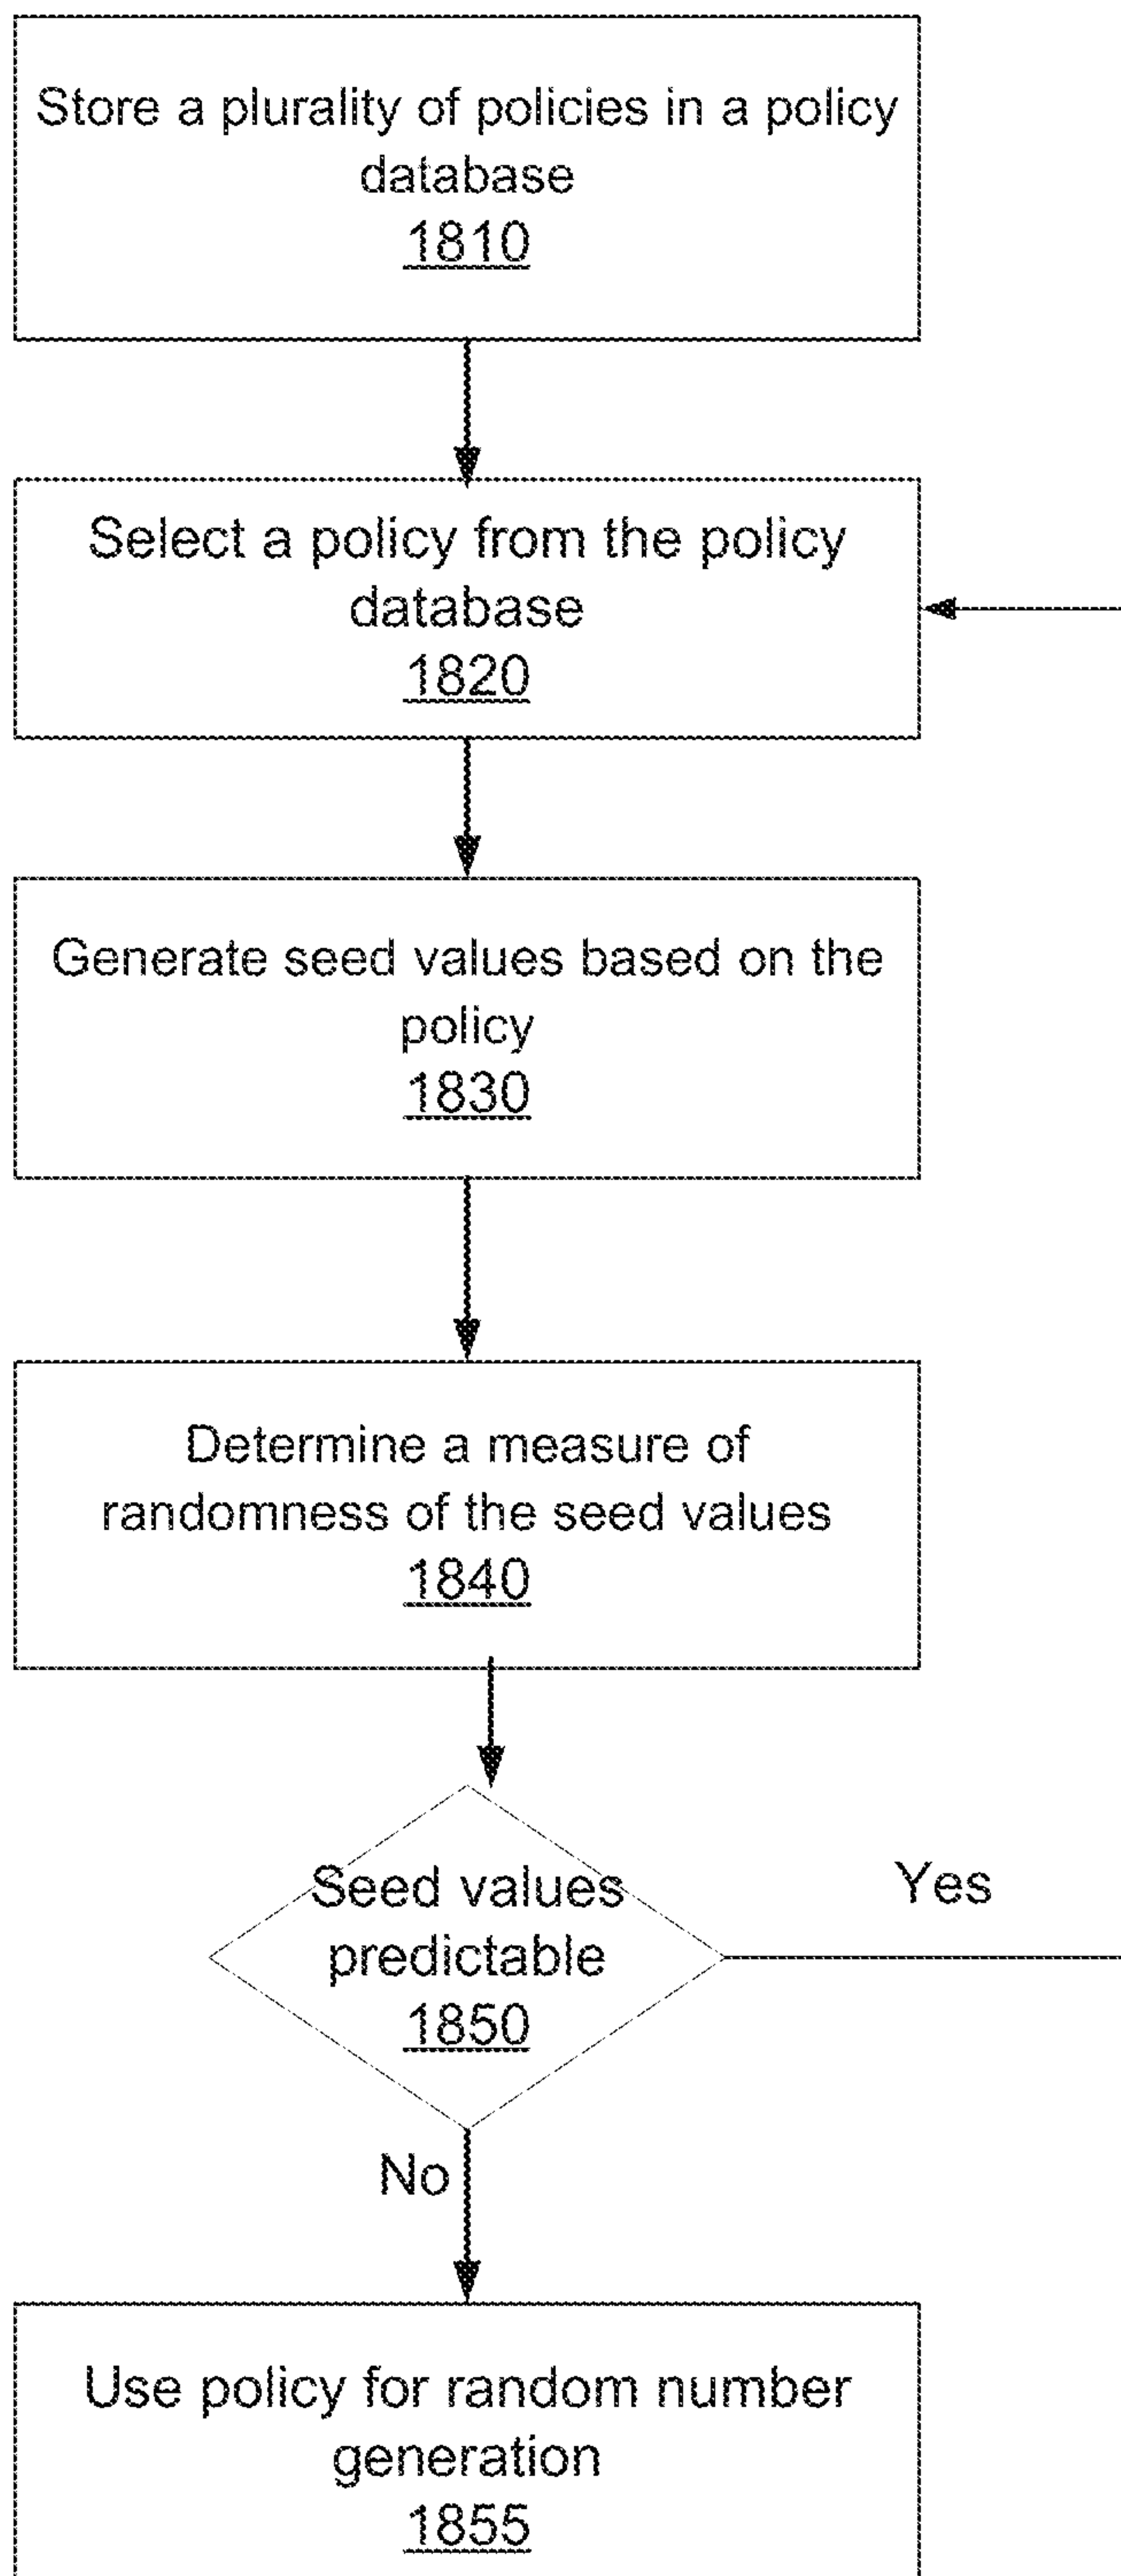 Store a plurality of policies in a policy
database
1810
Select a policy from the policy
database
1820
Generate seed values based on the
policy
1830
Determine a measure of
randomness of the seed values
1840
Seed values
predictable
1850
Yes
No
Use policy for random number
generation
1855